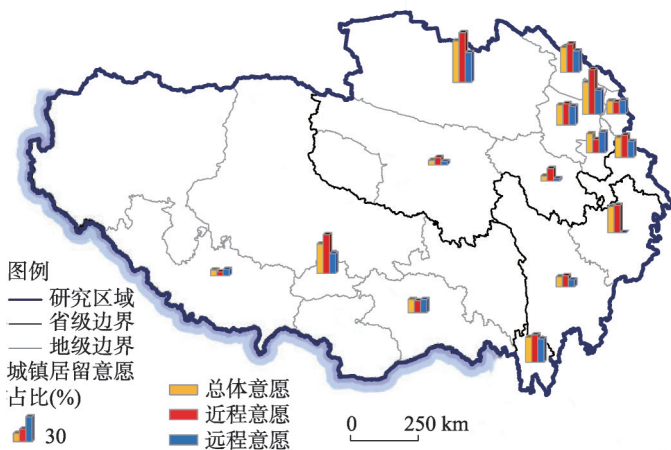 图例
研究区域
省级边界
地级边界
城镇居留意愿
占比(%)
30
总体意愿
近程意愿
远程意愿
0 250 km